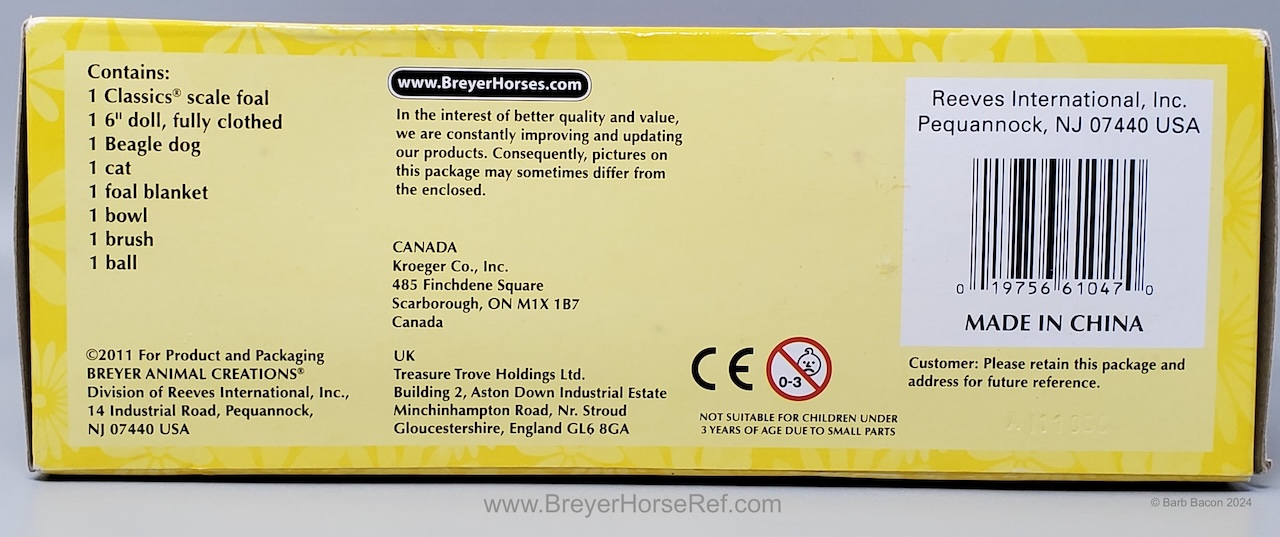 Contains:
1 Classics® scale foal
1 6" doll, fully clothed
1 Beagle dog
1 cat
1 foal blanket
1 bowl
1 brush
1 ball
©2011 For Product and Packaging
BREYER ANIMAL CREATIONS®
Division of Reeves International, Inc.,
14 Industrial Road, Pequannock,
NJ 07440 USA
www.BreyerHorses.com
In the interest of better quality and value,
we are constantly improving and updating
our products. Consequently, pictures on
this package may sometimes differ from
the enclosed.
CANADA
Kroeger Co., Inc.
485 Finchdene Square
Scarborough, ON M1X 1B7
Canada
UK
Treasure Trove Holdings Ltd.
Building 2, Aston Down Industrial Estate
Minchinhampton Road, Nr. Stroud
Gloucestershire, England GL6 8GA
CE
0-3
NOT SUITABLE FOR CHILDREN UNDER
3 YEARS OF AGE DUE TO SMALL PARTS
Reeves International, Inc.
Pequannock, NJ 07440 USA
0 19756 61047 0
MADE IN CHINA
Customer: Please retain this package and
address for future reference.
www.BreyerHorseRef.com
© Barb Bacon 2024